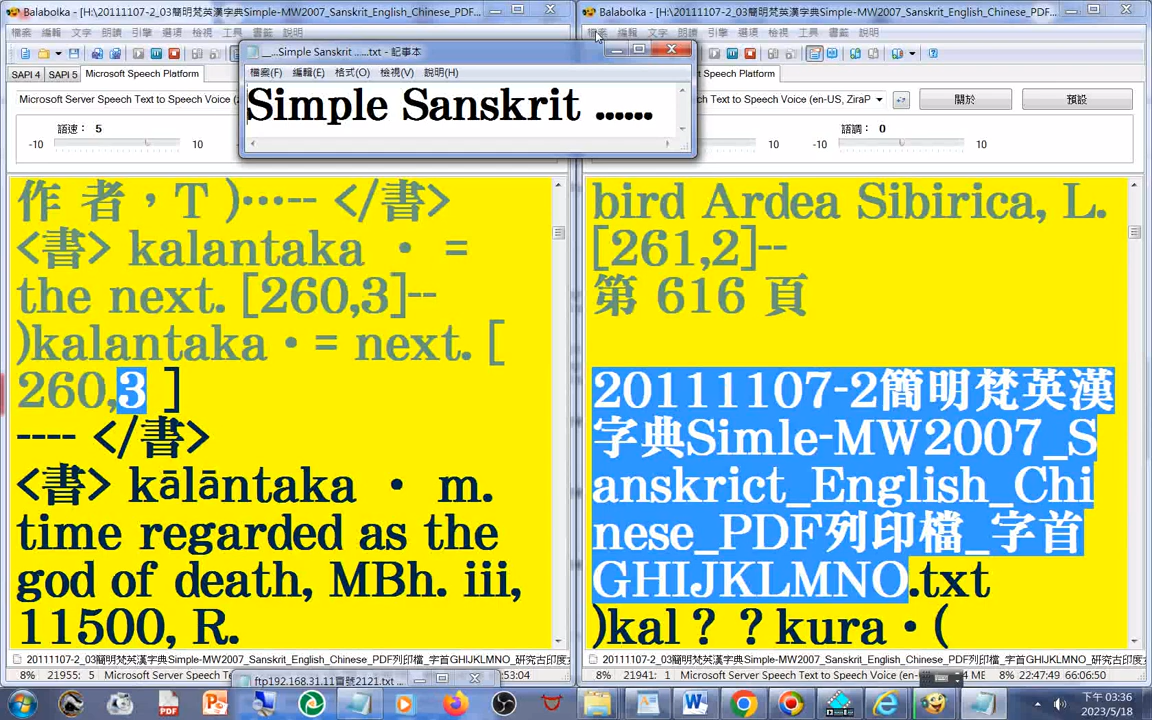 Balabolka - [H:\20111107-2_03簡明梵英漢字典Simple-MW2007_Sanskrit_English_Chinese_PDF...
檔案 編輯 文字 朗讀 引擎 選項 工具 窗口 書籤 說明
SAPI 4 SAPI 5 Microsoft Speech Platform
Microsoft Server Speech Text to Speech Voice (
語速： 5
-10 10
作 者，T )…-- </書>
<書> kalantaka • =
the next. [260,3]--
)kalantaka • = next. [
260,3 ]
---- </書>
<書> kālāntaka • m.
time regarded as the
god of death, MBh. iii,
11500, R.
20111107-2_03簡明梵英漢字典Simple-MW2007_Sanskrit_English_Chinese_PDF列印檔_字首GHIJKLMNO_研究古印度
8% 21955: 5 Microsoft Server Speech Te
53:04
__...Simple Sanskrit ......txt - 記事本
檔案(F) 編輯(E) 格式(O) 檢視(V) 說明(H)
Simple Sanskrit ......
Balabolka - [H:\20111107-2_03簡明梵英漢字典Simple-MW2007_Sanskrit_English_Chinese_PDF...
檔案 文字 朗讀 引擎 選項 工具 書籤 說明
t Speech Platform
ch Text to Speech Voice (en-US, ZiraP
關於 預設
語調： 0
10 -10 10
bird Ardea Sibirica, L.
[261,2]--
第 616 頁
20111107-2簡明梵英漢
字典Simle-MW2007_S
anskrict_English_Chi
nese_PDF列印檔_字首
GHIJKLMNO.txt
)kal？？kura•(
20111107-2_03簡明梵英漢字典Simple-MW2007_Sanskrit_English_Chinese_PDF列印檔_字首GHIJKLMNO
8% 21941: 1 Microsoft Speech Te
8% 22:47:49 66:06:50
ftp192.168.31.11冒號2121.txt ...
下午 03:36
2023/5/18